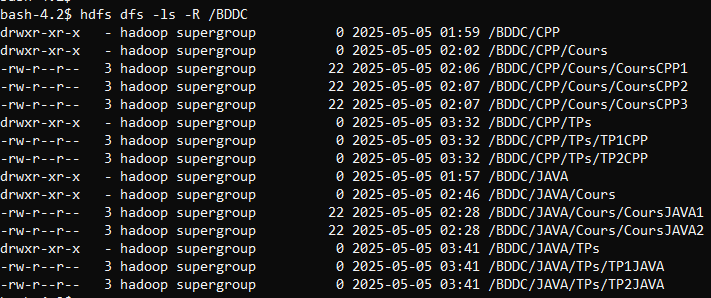 bash-4.2$ hdfs dfs -ls -R /BDDC
drwxr-xr-x   - hadoop supergroup          0 2025-05-05 01:59 /BDDC/CPP
drwxr-xr-x   - hadoop supergroup          0 2025-05-05 02:02 /BDDC/CPP/Cours
-rw-r--r--   3 hadoop supergroup         22 2025-05-05 02:06 /BDDC/CPP/Cours/CoursCPP1
-rw-r--r--   3 hadoop supergroup         22 2025-05-05 02:07 /BDDC/CPP/Cours/CoursCPP2
-rw-r--r--   3 hadoop supergroup         22 2025-05-05 02:07 /BDDC/CPP/Cours/CoursCPP3
drwxr-xr-x   - hadoop supergroup          0 2025-05-05 03:32 /BDDC/CPP/TPs
-rw-r--r--   3 hadoop supergroup          0 2025-05-05 03:32 /BDDC/CPP/TPs/TP1CPP
-rw-r--r--   3 hadoop supergroup          0 2025-05-05 03:32 /BDDC/CPP/TPs/TP2CPP
drwxr-xr-x   - hadoop supergroup          0 2025-05-05 01:57 /BDDC/JAVA
drwxr-xr-x   - hadoop supergroup          0 2025-05-05 02:46 /BDDC/JAVA/Cours
-rw-r--r--   3 hadoop supergroup         22 2025-05-05 02:28 /BDDC/JAVA/Cours/CoursJAVA1
-rw-r--r--   3 hadoop supergroup         22 2025-05-05 02:28 /BDDC/JAVA/Cours/CoursJAVA2
drwxr-xr-x   - hadoop supergroup          0 2025-05-05 03:41 /BDDC/JAVA/TPs
-rw-r--r--   3 hadoop supergroup          0 2025-05-05 03:41 /BDDC/JAVA/TPs/TP1JAVA
-rw-r--r--   3 hadoop supergroup          0 2025-05-05 03:41 /BDDC/JAVA/TPs/TP2JAVA